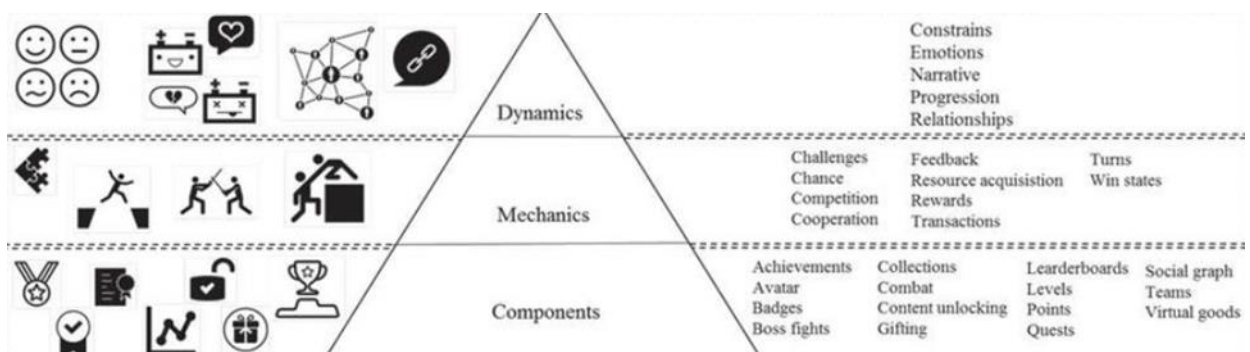 Constrains
Emotions
Narrative
Progression
Relationships
Dynamics
Challenges
Chance
Competition
Cooperation
Feedback
Resource acquisistion
Rewards
Transactions
Turns
Win states
Mechanics
Achievements
Avatar
Badges
Boss fights
Collections
Combat
Content unlocking
Gifting
Learderboards
Levels
Points
Quests
Social graph
Teams
Virtual goods
Components